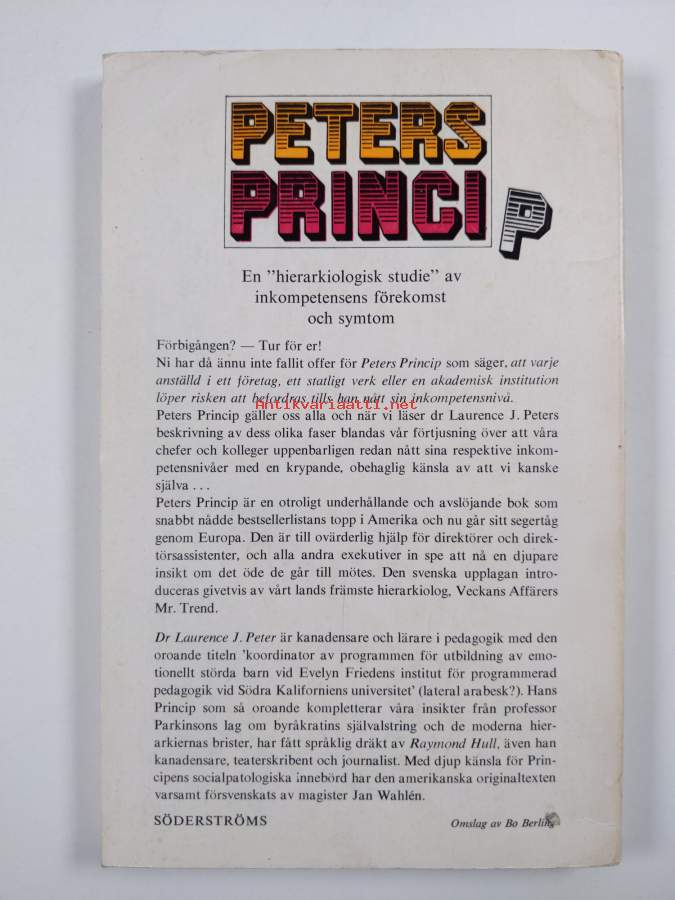 PETERS
PRINCIP
En ”hierarkiologisk studie” av
inkompetensens förekomst
och symtom
Förbigången? — Tur för er!
Ni har då ännu inte fallit offer för Peters Princip som säger, att varje
anställd i ett företag, ett statligt verk eller en akademisk institution
löper risken att befordras tills han nått sin inkompetensnivå.
Antikvariaatti.net
Peters Princip gäller oss alla och när vi läser dr Laurence J. Peters
beskrivning av dess olika faser blandas vår förtjusning över att våra
chefer och kolleger uppenbarligen redan nått sina respektive inkom-
petensnivåer med en krypande, obehaglig känsla av att vi kanske
själva . . .
Peters Princip är en otroligt underhållande och avslöjande bok som
snabbt nådde bestsellerlistans topp i Amerika och nu går sitt segertåg
genom Europa. Den är till ovärderlig hjälp för direktörer och direk-
törsassistenter, och alla andra exekutiver in spe att nå en djupare
insikt om det öde de går till mötes. Den svenska upplagan intro-
duceras givetvis av vårt lands främste hierarkiolog, Veckans Affärers
Mr. Trend.
Dr Laurence J. Peter är kanadensare och lärare i pedagogik med den
oroande titeln ’koordinator av programmen för utbildning av emo-
tionellt störda barn vid Evelyn Friedens institut för programmerad
pedagogik vid Södra Kaliforniens universitet’ (lateral arabesk?). Hans
Princip som så oroande kompletterar våra insikter från professor
Parkinsons lag om byråkratins självalstring och de moderna hier-
arkiernas brister, har fått språklig dräkt av Raymond Hull, även han
kanadensare, teaterskribent och journalist. Med djup känsla för Prin-
cipens socialpatologiska innebörd har den amerikanska originaltexten
varsamt försvenskats av magister Jan Wahlén.
SÖDERSTRÖMS
Omslag av Bo Berling